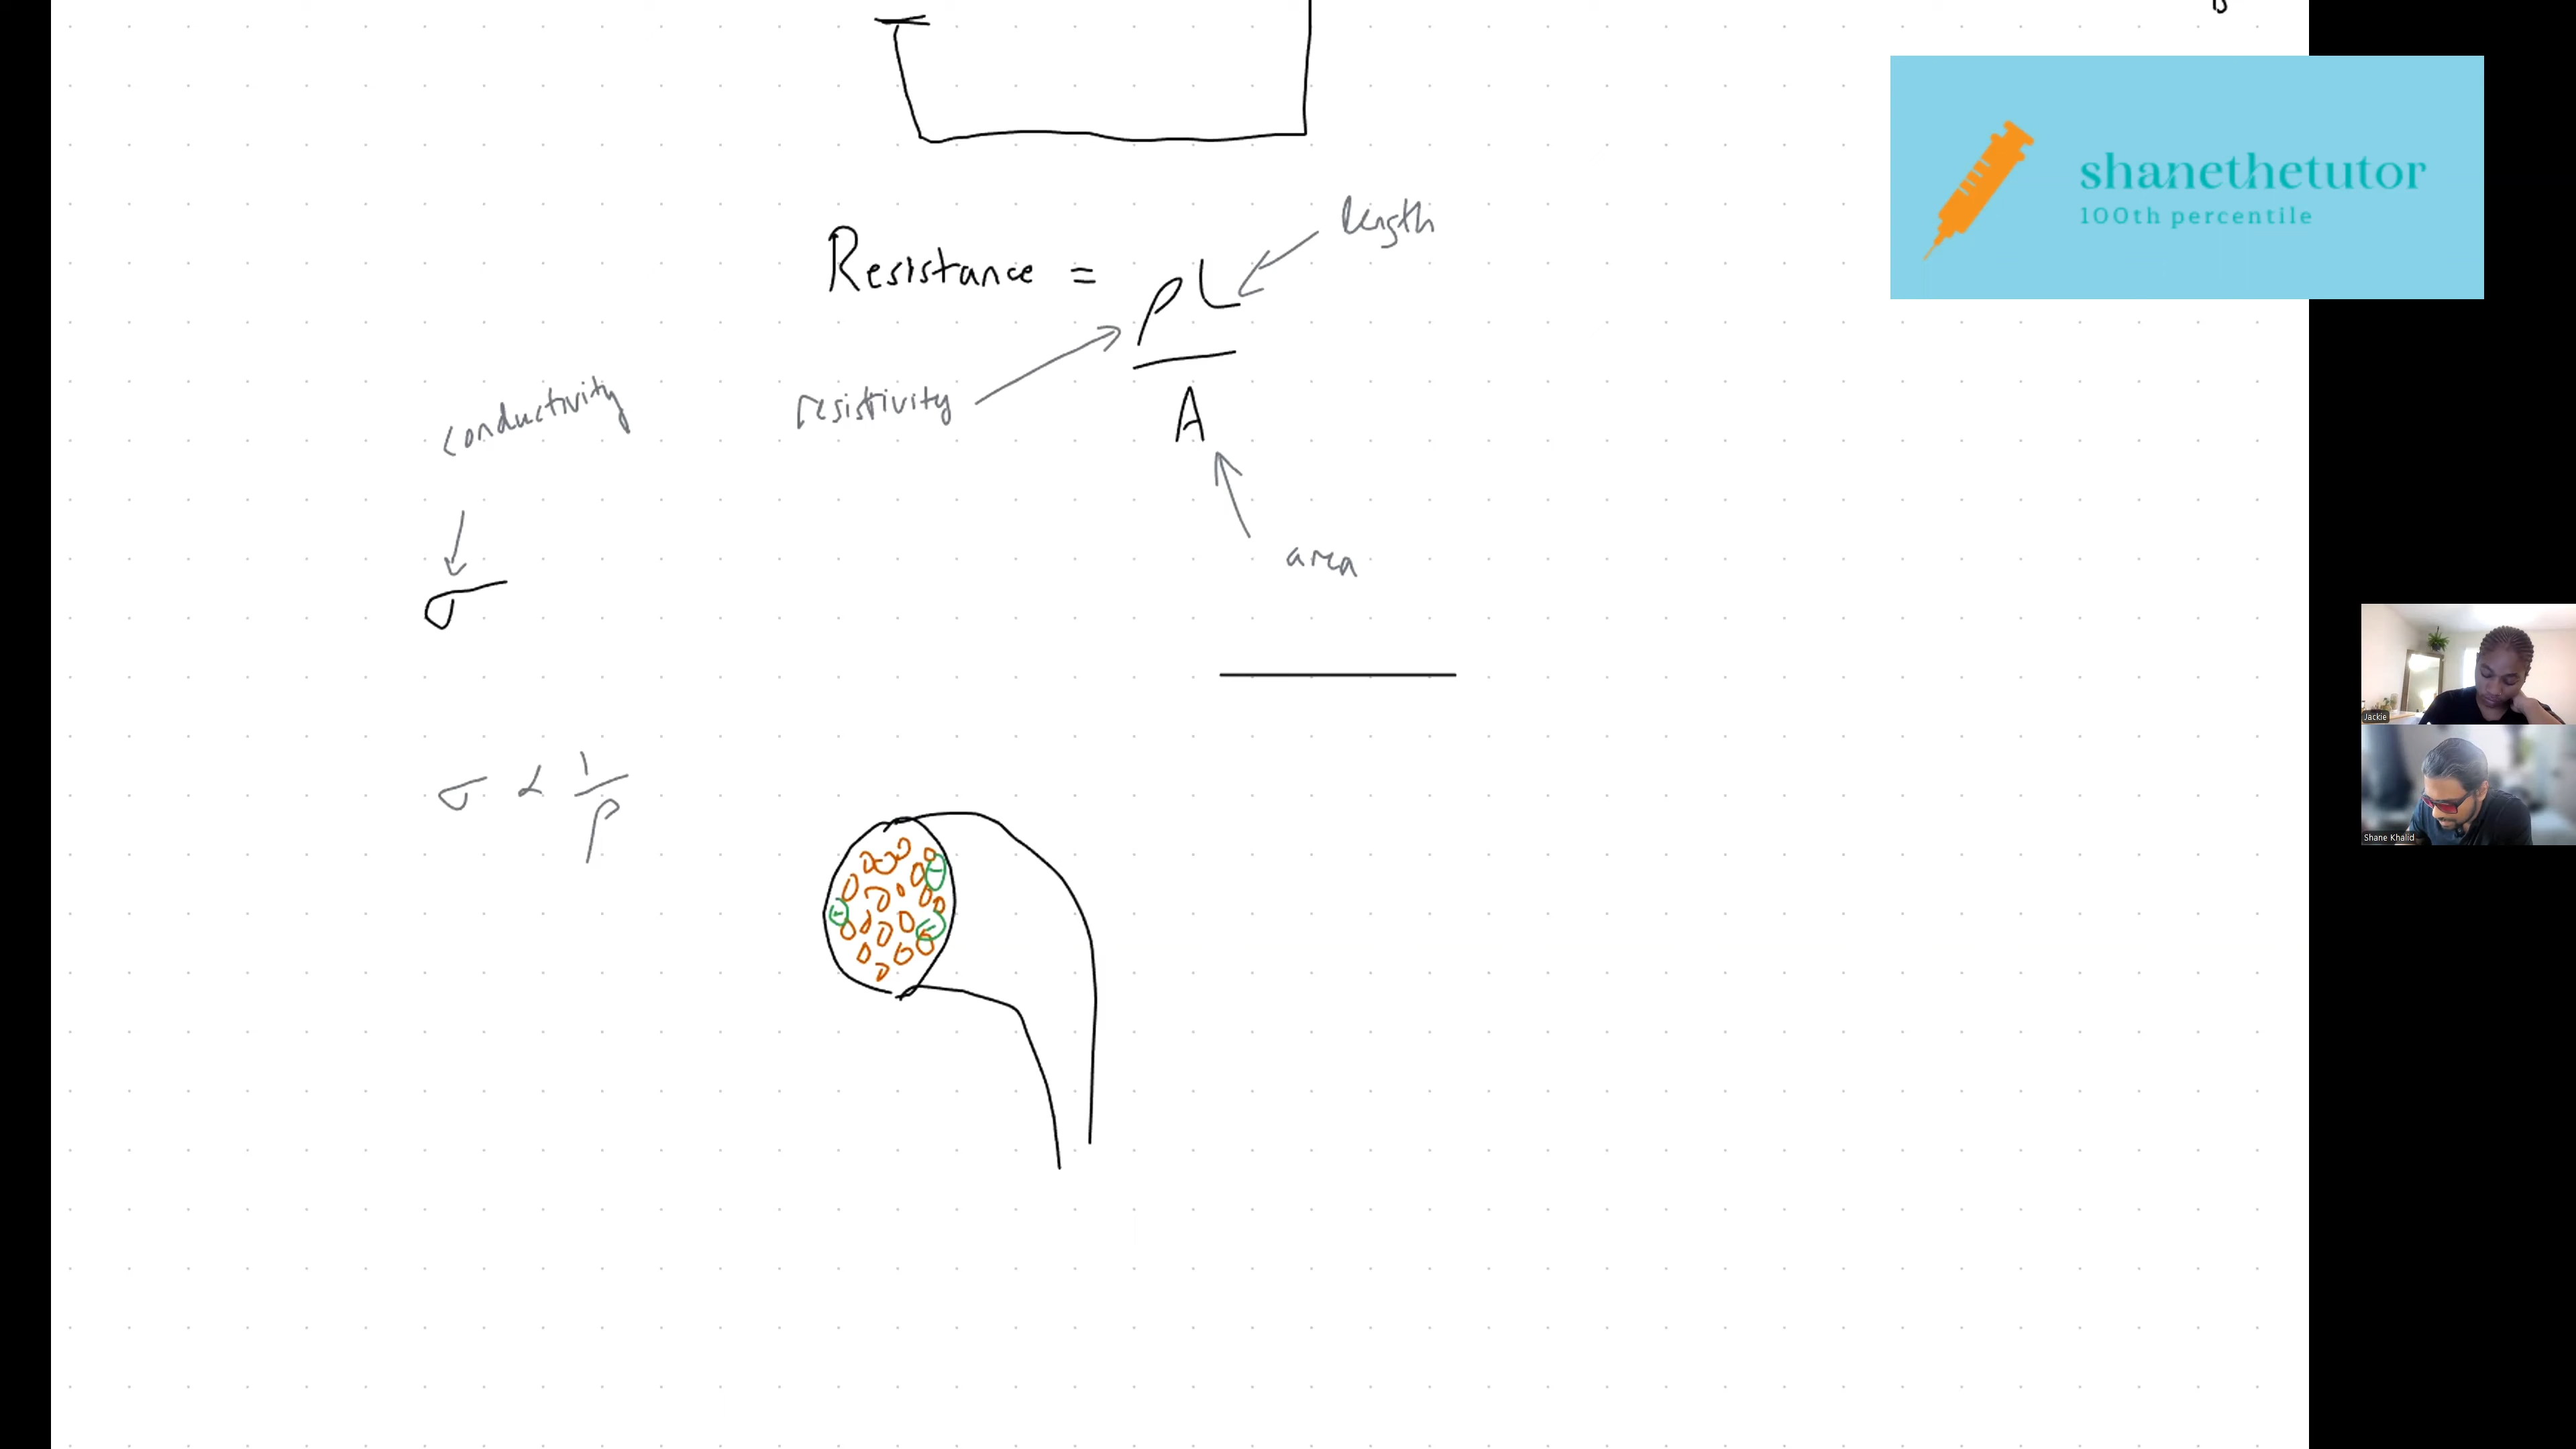 shanethetutor
100th percentile
length
Resistance = ρL
A
resistivity
conductivity
area
σ
σ ∝ 1
ρ
Jackie
Shane Khalid